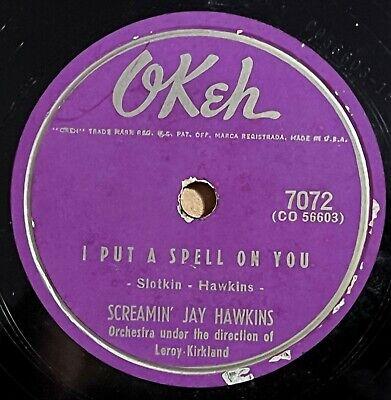 OKeh
"OKEH" TRADE MARK REG. U.S. PAT. OFF. MARCA REGISTRADA. MADE IN U.S.A.
7072
(CO 56603)
I PUT A SPELL ON YOU
- Slotkin - Hawkins -
SCREAMIN' JAY HAWKINS
Orchestra under the direction of
Leroy Kirkland